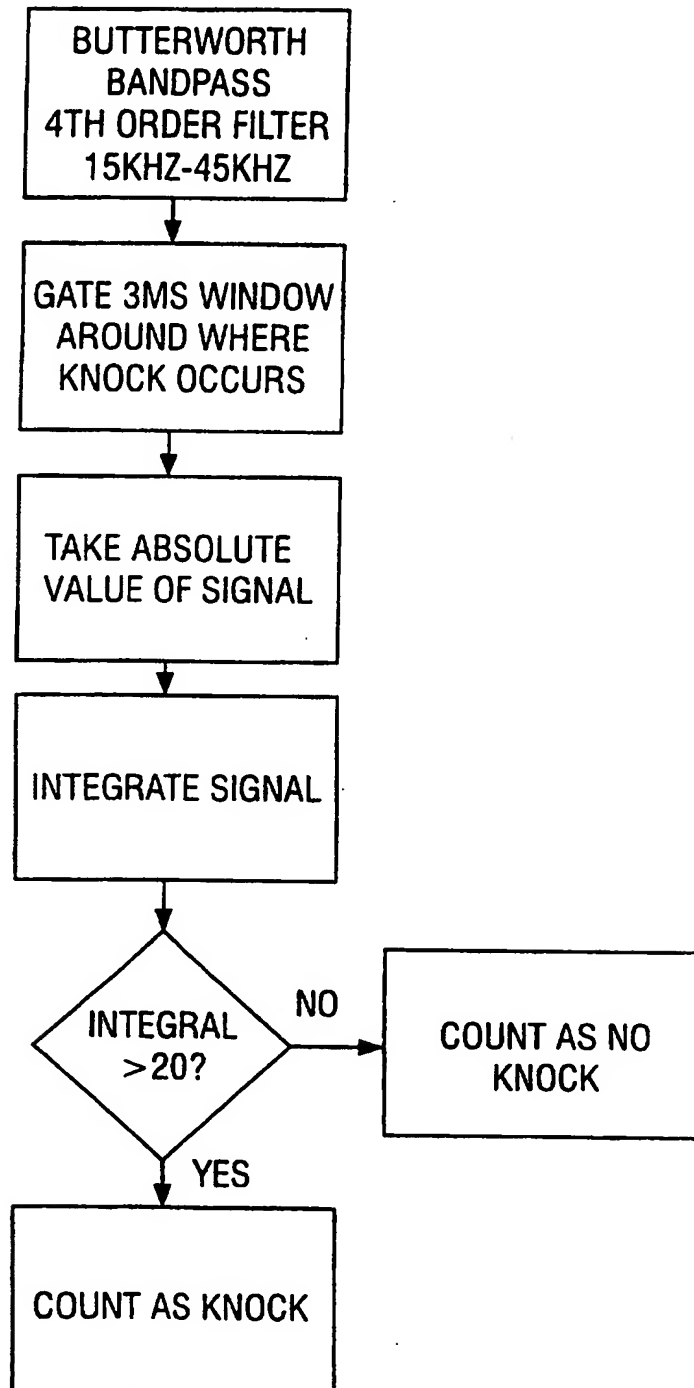 BUTTERWORTH
BANDPASS
4TH ORDER FILTER
15KHZ-45KHZ
GATE 3MS WINDOW
AROUND WHERE
KNOCK OCCURS
TAKE ABSOLUTE
VALUE OF SIGNAL
INTEGRATE SIGNAL
INTEGRAL
>20?
NO
COUNT AS NO
KNOCK
YES
COUNT AS KNOCK